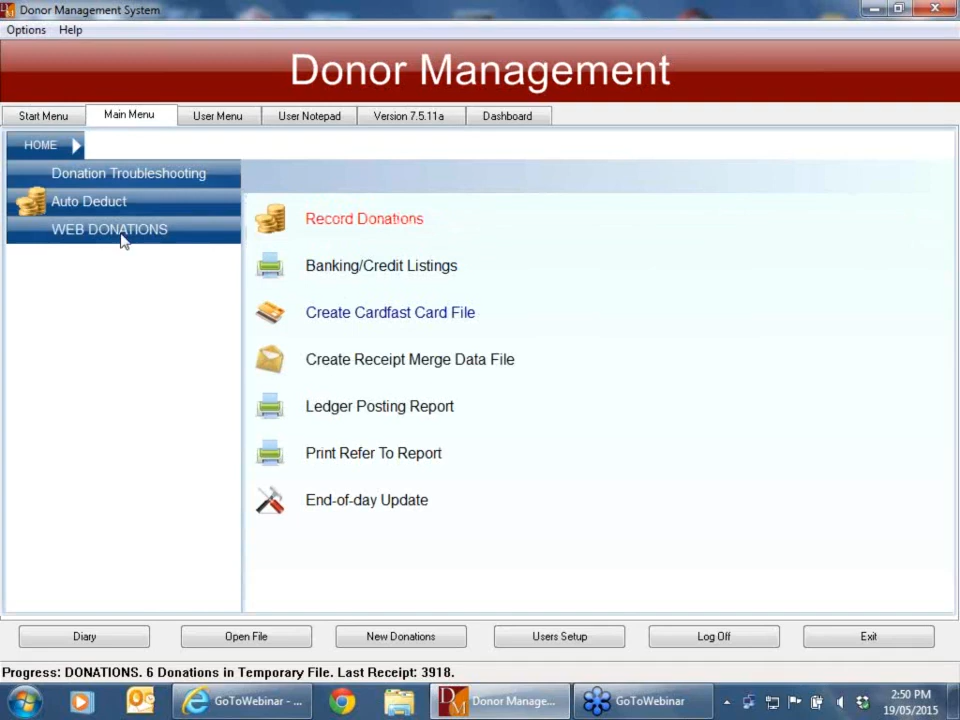 Donor Management System
Options Help
Donor Management
Start Menu Main Menu User Menu User Notepad Version 7.5.11a Dashboard
HOME
Donation Troubleshooting
Auto Deduct
WEB DONATIONS
Record Donations
Banking/Credit Listings
Create Cardfast Card File
Create Receipt Merge Data File
Ledger Posting Report
Print Refer To Report
End-of-day Update
Diary Open File New Donations Users Setup Log Off Exit
Progress: DONATIONS. 6 Donations in Temporary File. Last Receipt: 3918.
GoToWebinar - ... Donor Manage... GoToWebinar 2:50 PM
19/05/2015